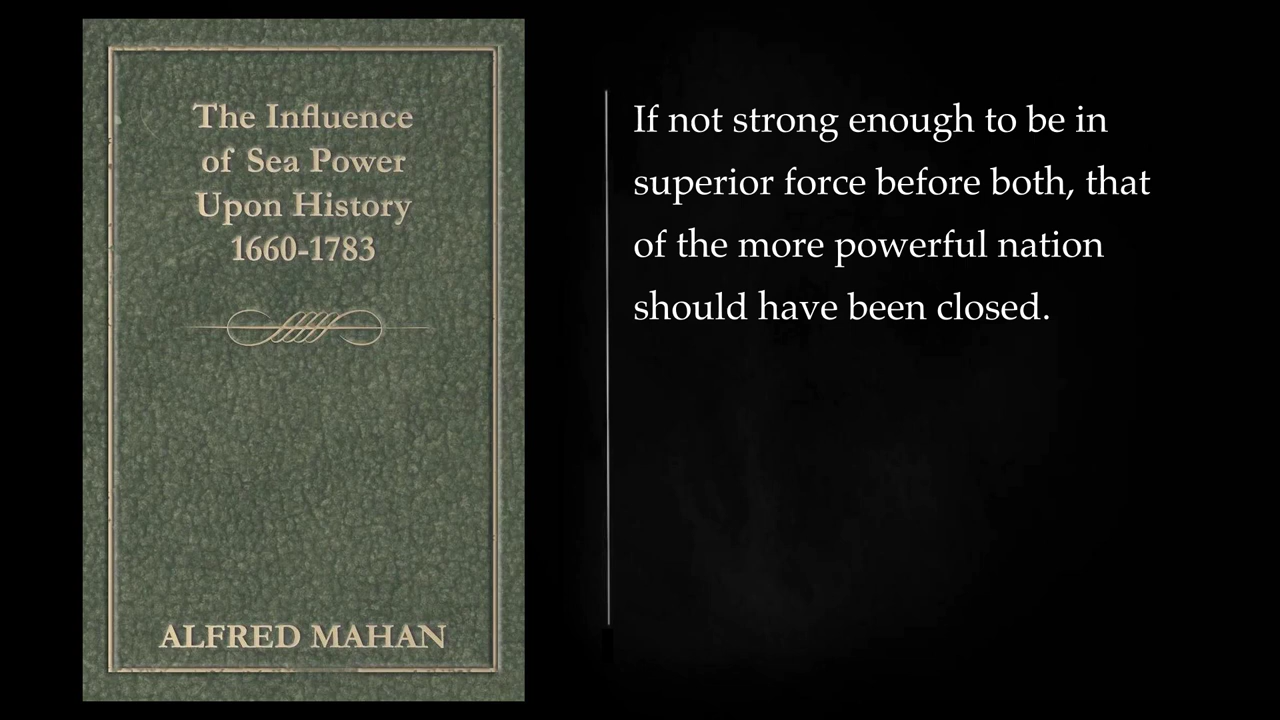 The Influence
of Sea Power
Upon History
1660-1783
ALFRED MAHAN
If not strong enough to be in
superior force before both, that
of the more powerful nation
should have been closed.